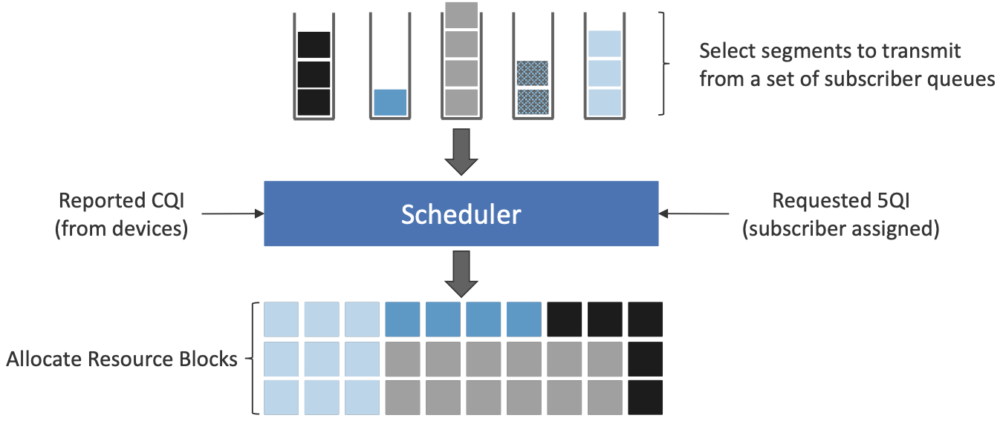 Select segments to transmit
from a set of subscriber queues
Reported CQI
(from devices)
Scheduler
Requested 5QI
(subscriber assigned)
Allocate Resource Blocks